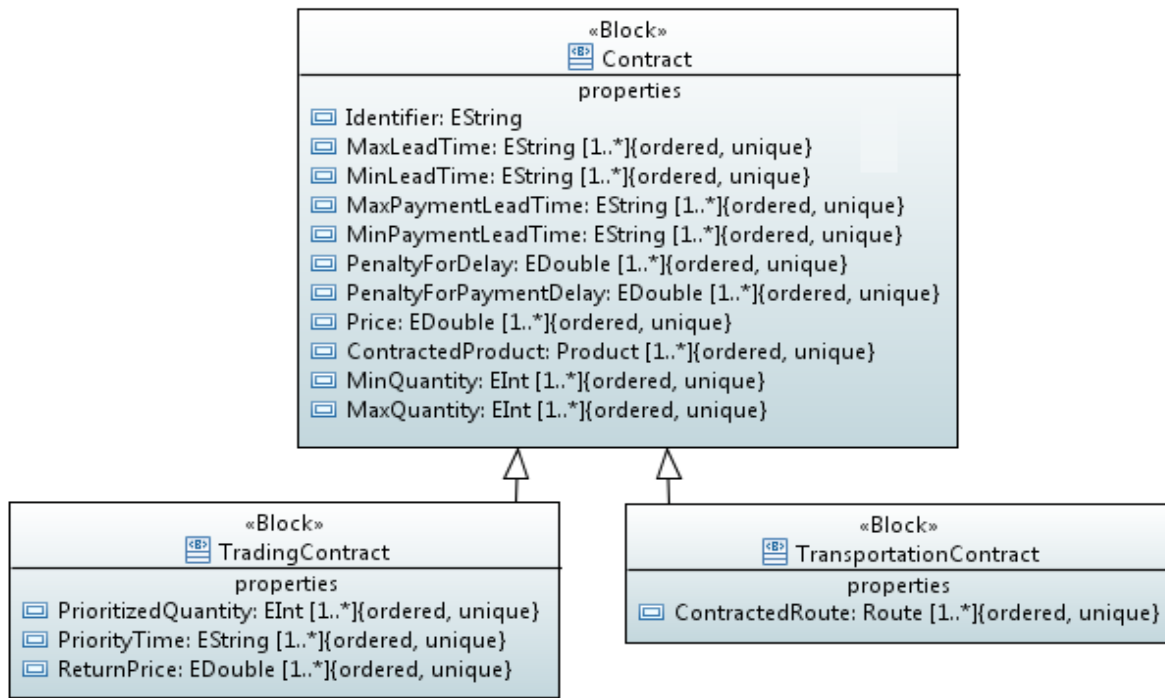 «Block»
Contract
properties
Identifier: EString
MaxLeadTime: EString [1..*]{ordered, unique}
MinLeadTime: EString [1..*]{ordered, unique}
MaxPaymentLeadTime: EString [1..*]{ordered, unique}
MinPaymentLeadTime: EString [1..*]{ordered, unique}
PenaltyForDelay: EDouble [1..*]{ordered, unique}
PenaltyForPaymentDelay: EDouble [1..*]{ordered, unique}
Price: EDouble [1..*]{ordered, unique}
ContractedProduct: Product [1..*]{ordered, unique}
MinQuantity: EInt [1..*]{ordered, unique}
MaxQuantity: EInt [1..*]{ordered, unique}
«Block»
TradingContract
properties
PrioritizedQuantity: EInt [1..*]{ordered, unique}
PriorityTime: EString [1..*]{ordered, unique}
ReturnPrice: EDouble [1..*]{ordered, unique}
«Block»
TransportationContract
properties
ContractedRoute: Route [1..*]{ordered, unique}